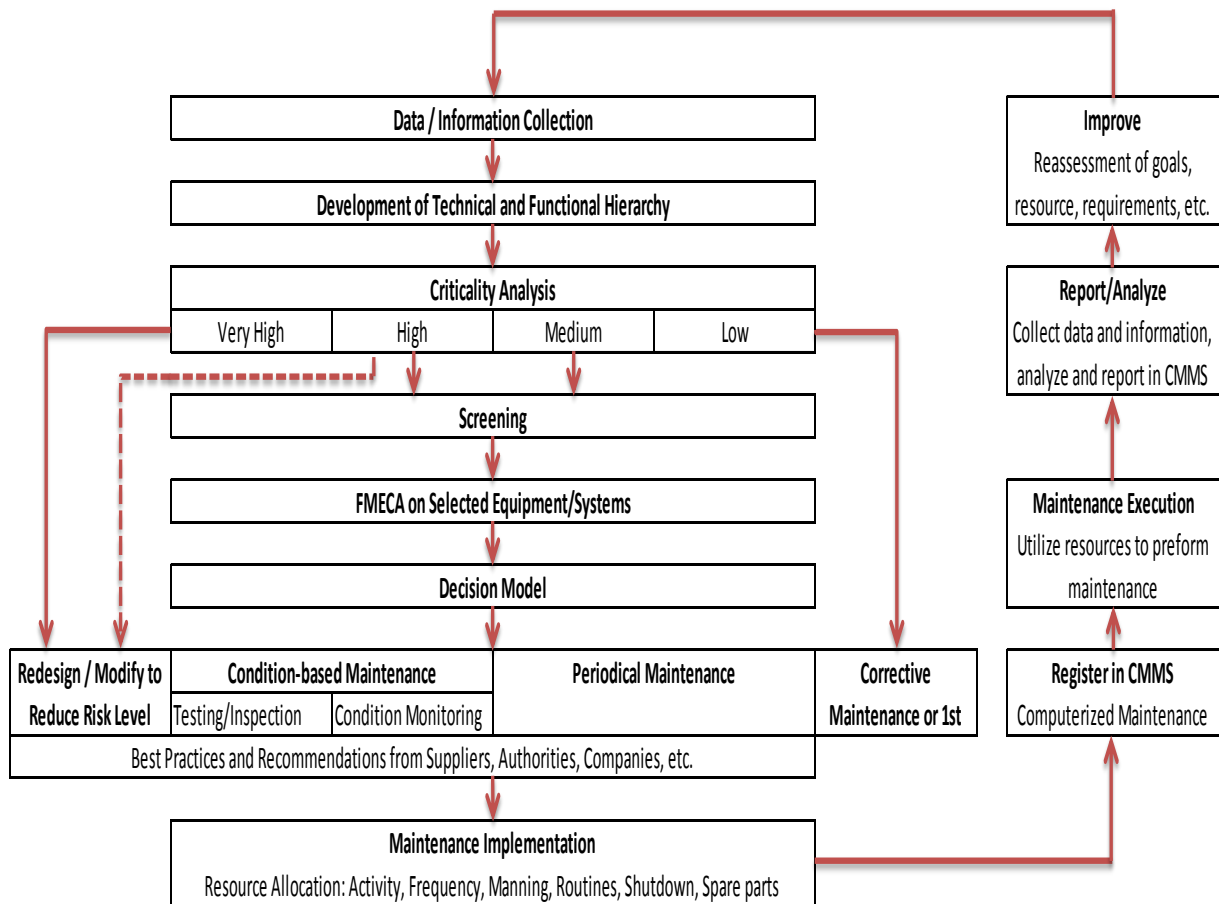 Data / Information Collection
Development of Technical and Functional Hierarchy
Criticality Analysis
Very High
High
Medium
Low
Screening
FMECA on Selected Equipment/Systems
Decision Model
Redesign / Modify to
Reduce Risk Level
Condition-based Maintenance
Testing/Inspection
Condition Monitoring
Periodical Maintenance
Corrective
Maintenance or 1st
Best Practices and Recommendations from Suppliers, Authorities, Companies, etc.
Maintenance Implementation
Resource Allocation: Activity, Frequency, Manning, Routines, Shutdown, Spare parts
Improve
Reassessment of goals,
resource, requirements, etc.
Report/Analyze
Collect data and information,
analyze and report in CMMS
Maintenance Execution
Utilize resources to preform
maintenance
Register in CMMS
Computerized Maintenance